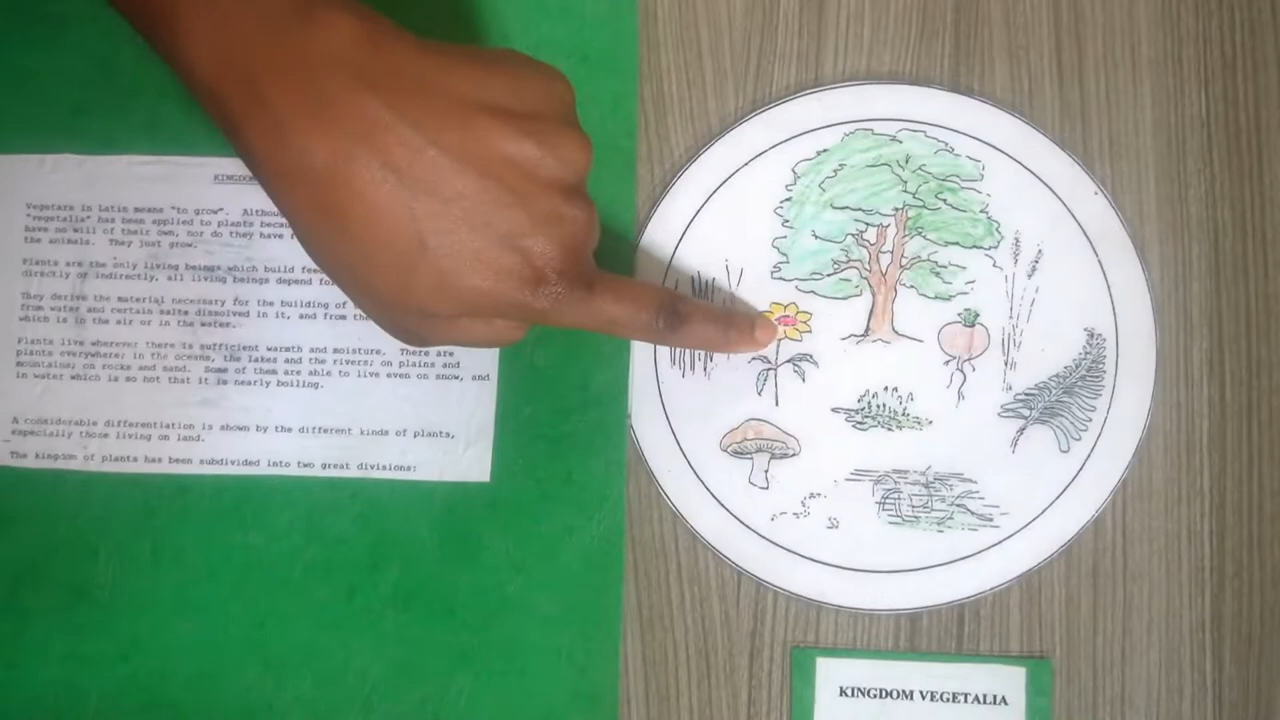 KINGDOM
Vegetare in Latin means "to grow". Although
"vegetalia" has been applied to plants because
have no will of their own, nor do they have
the animals. They just grow.
Plants are the only living beings which build
directly or indirectly, all living beings depend
They derive the material necessary for the building of
from water and certain salts dissolved in it, and from the
which is in the air or in the water.
Plants live wherever there is sufficient warmth and moisture. There are
plants everywhere; in the oceans, the lakes and the rivers; on plains and
mountains; on rocks and sand. Some of them are able to live even on snow, and
in water which is so hot that it is nearly boiling.
A considerable differentiation is shown by the different kinds of plants,
especially those living on land.
The kingdom of plants has been subdivided into two great divisions:
KINGDOM VEGETALIA